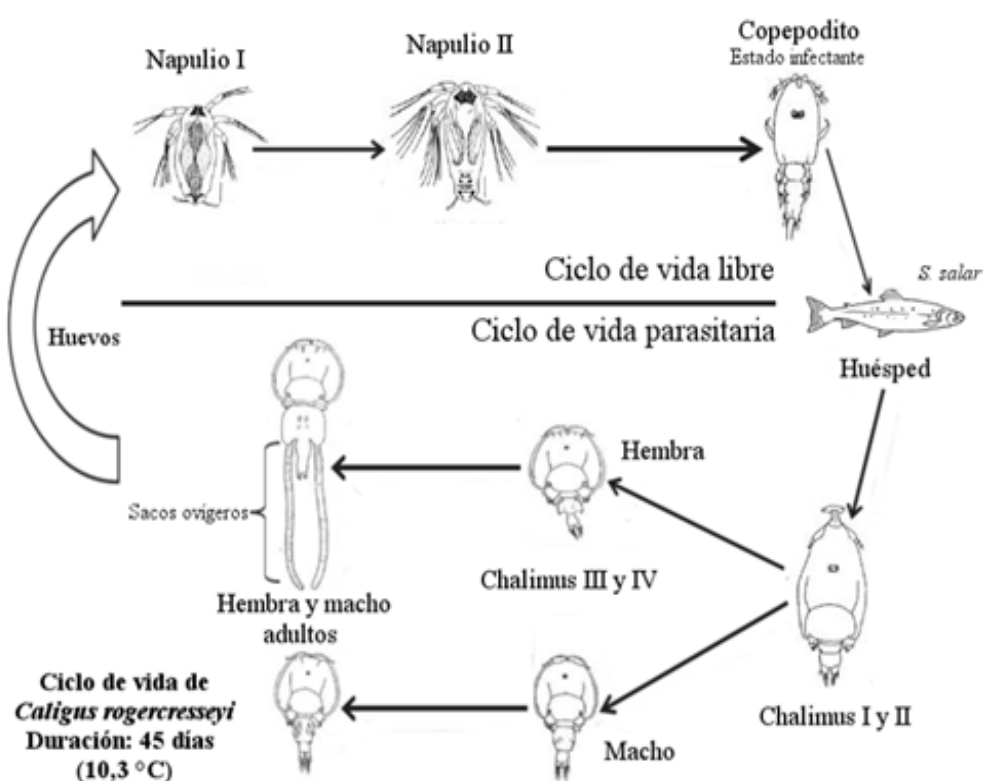 Napulio I
Napulio II
Copepodito
Estado infectante
Ciclo de vida libre
S. salar
Huevos
Ciclo de vida parasitaria
Huésped
Hembra
Sacos ovígeros
Chalimus III y IV
Hembra y macho
adultos
Ciclo de vida de
Caligus rogercresseyi
Duración: 45 días
(10,3 °C)
Macho
Chalimus I y II